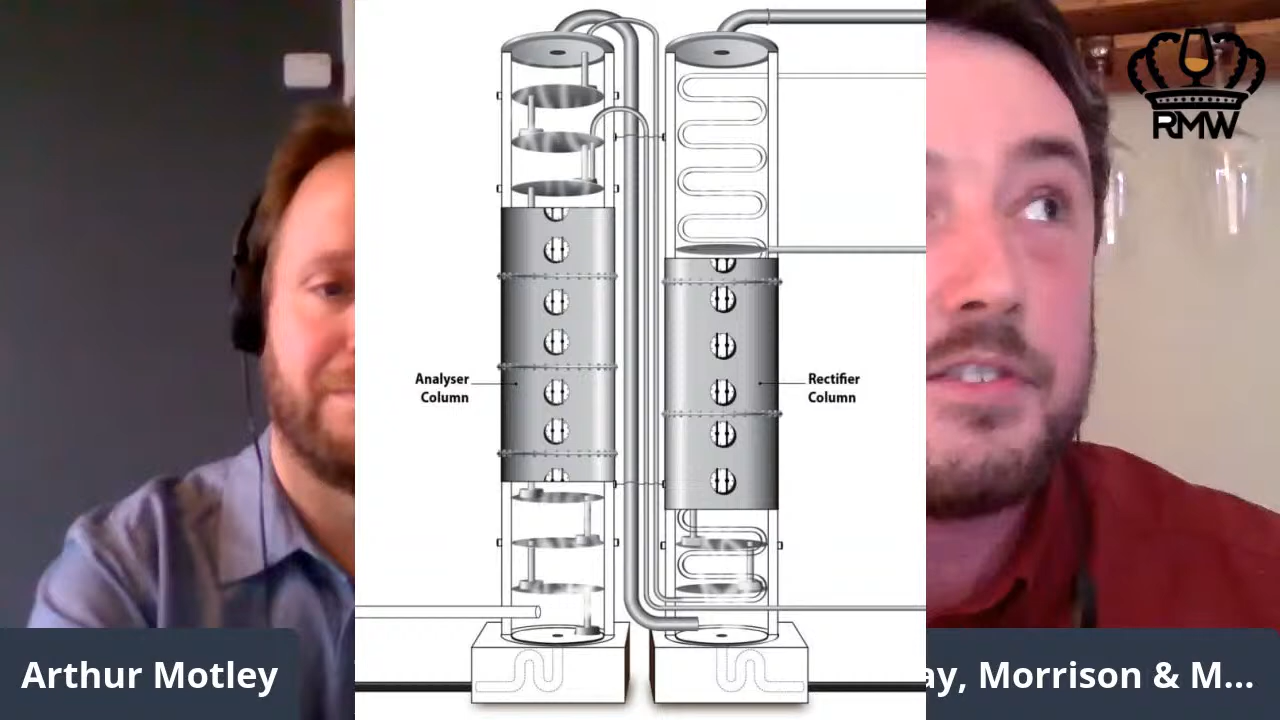 RMW
Analyser
Column
Rectifier
Column
Arthur Motley
ay, Morrison & M...